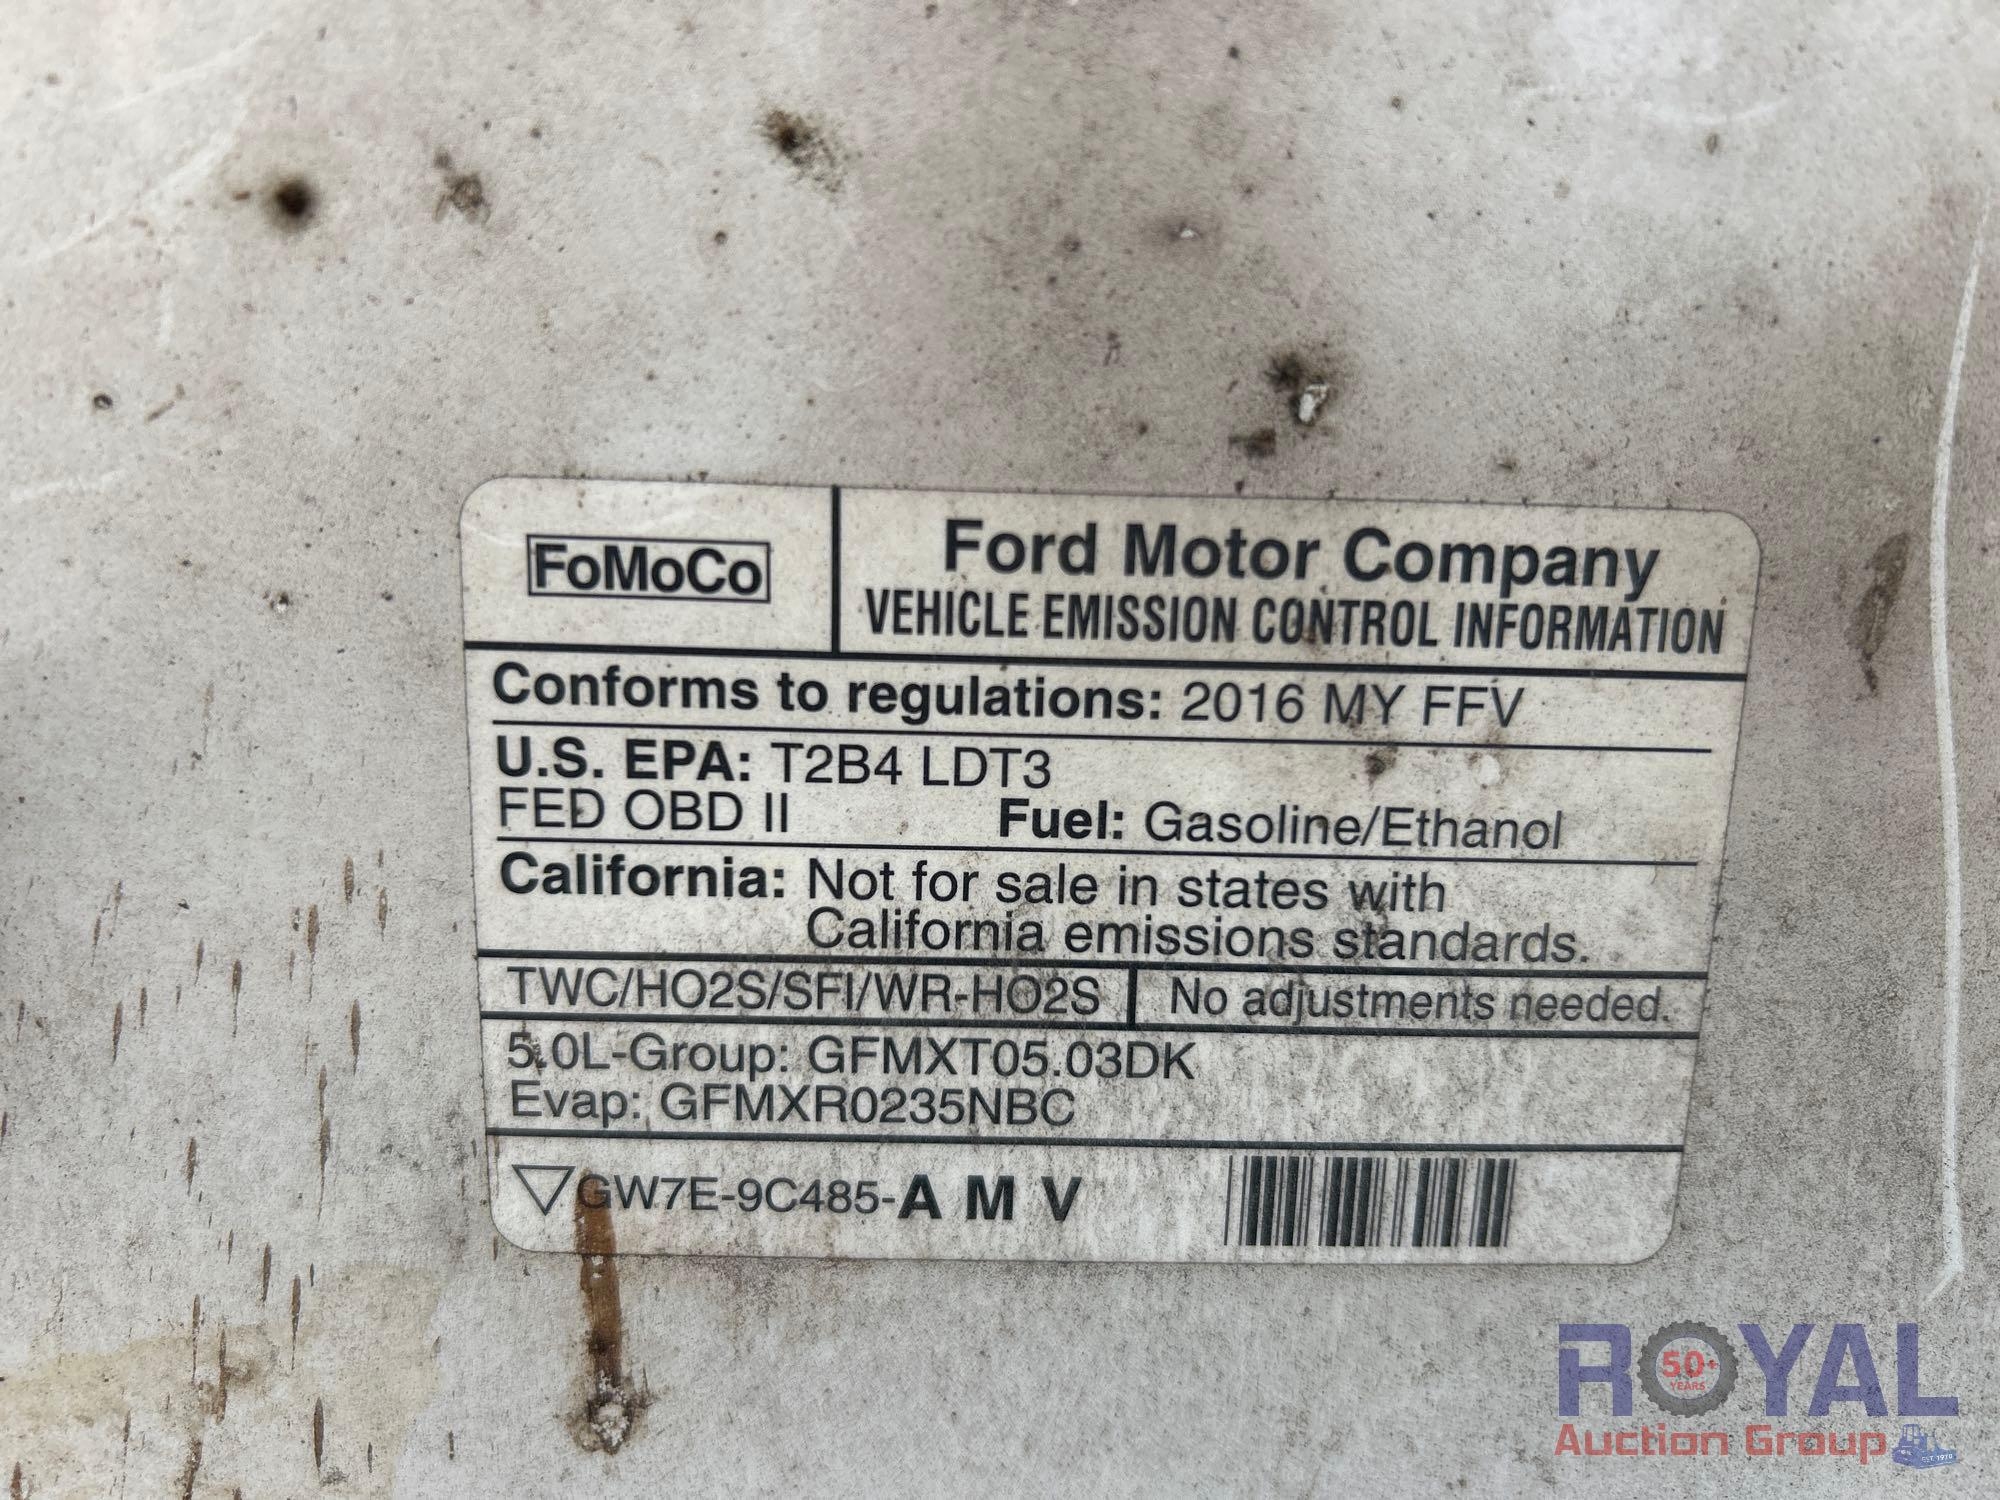 FoMoCo
Ford Motor Company
VEHICLE EMISSION CONTROL INFORMATION
Conforms to regulations: 2016 MY FFV
U.S. EPA: T2B4 LDT3
FED OBD II Fuel: Gasoline/Ethanol
California: Not for sale in states with
California emissions standards.
TWC/HO2S/SFI/WR-HO2S No adjustments needed.
5.0L-Group: GFMXT05.03DK
Evap: GFMXR0235NBC
GW7E-9C485-A M V
ROYAL
50+
YEARS
Auction Group
EST. 1970